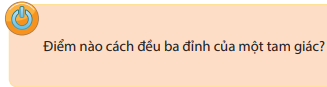 Điểm nào cách đều ba đỉnh của một tam giác?